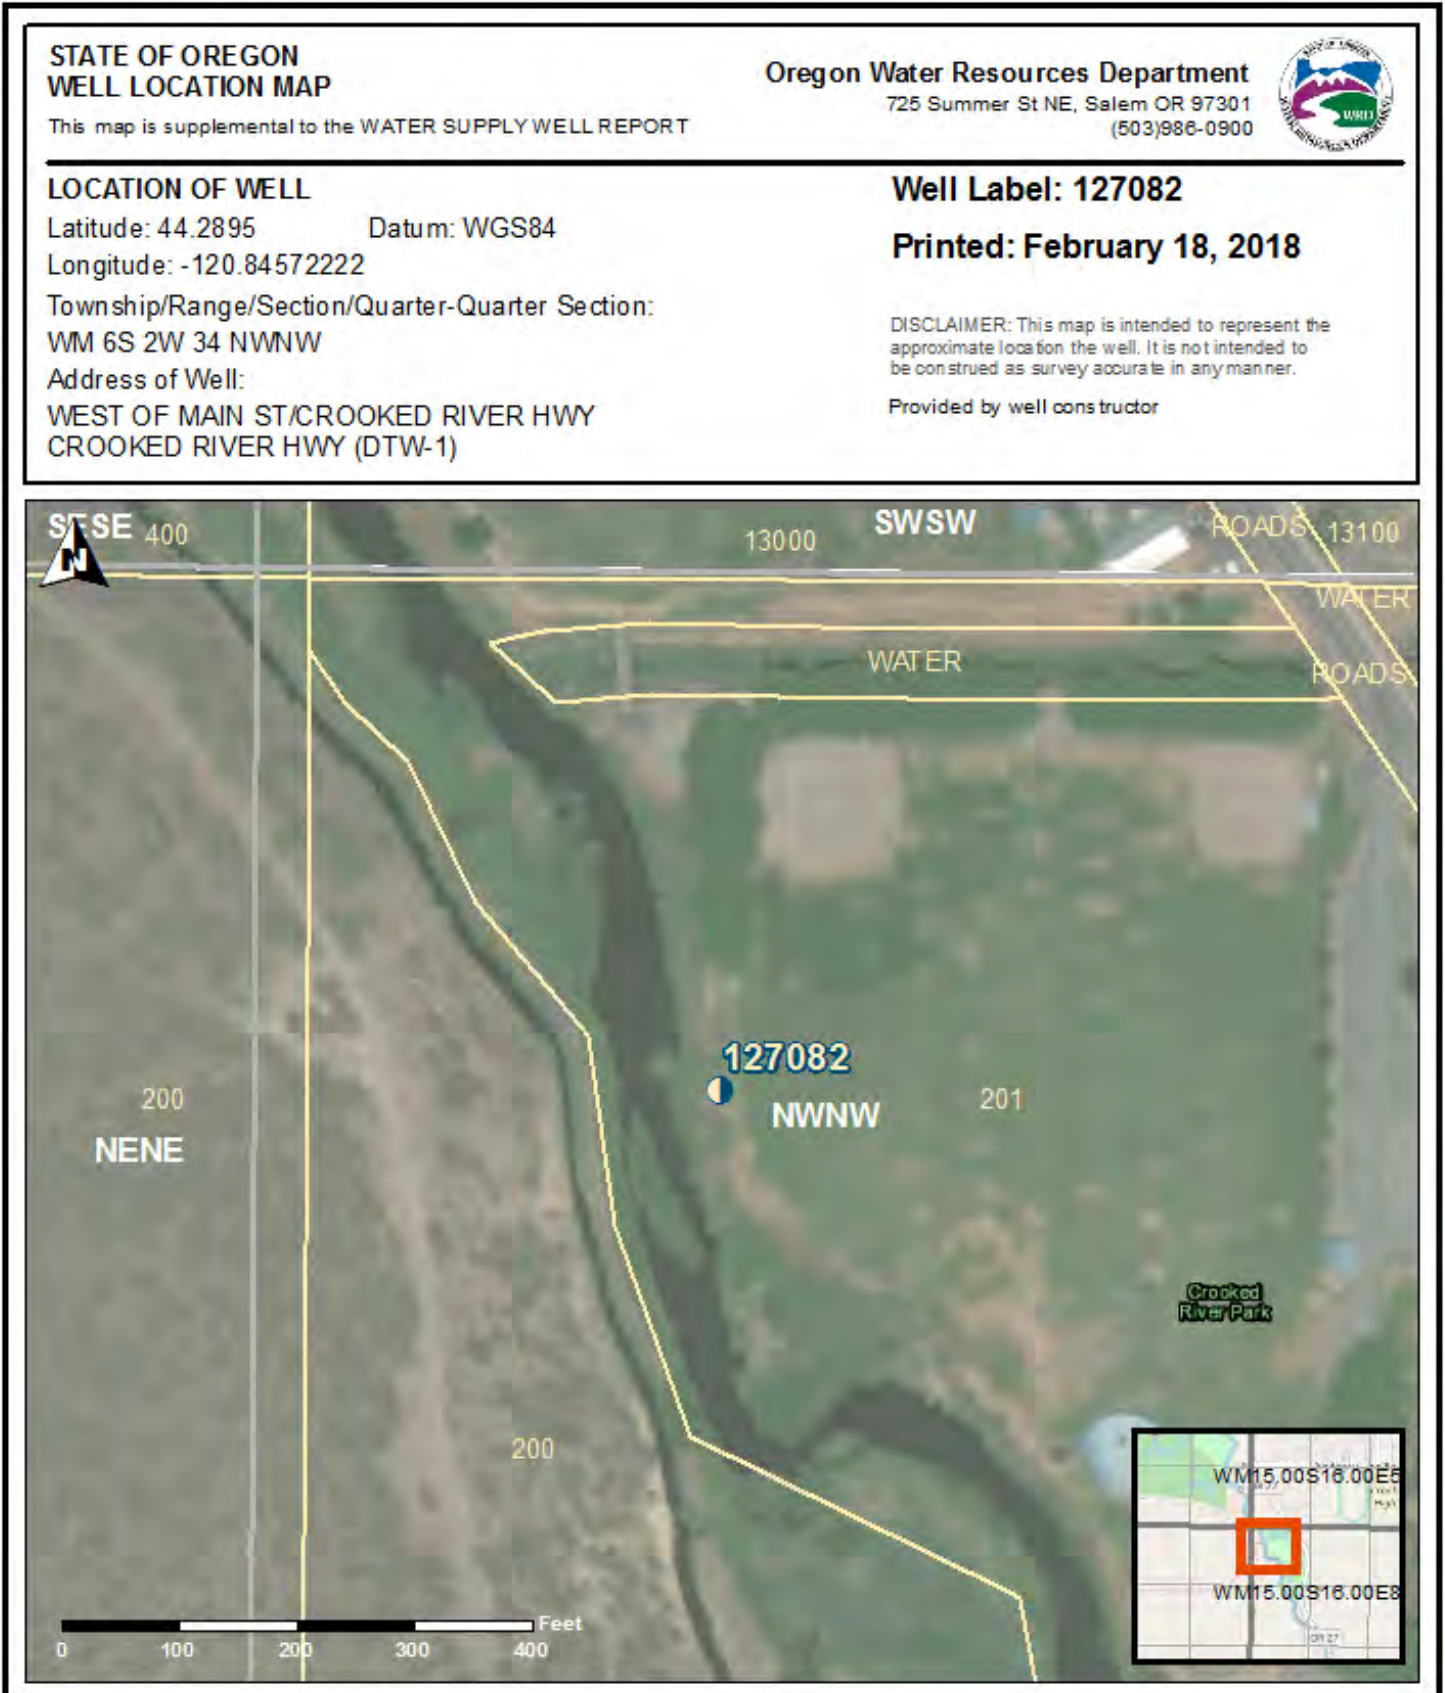 STATE OF OREGON
WELL LOCATION MAP
This map is supplemental to the WATER SUPPLY WELL REPORT
Oregon Water Resources Department
725 Summer St NE, Salem OR 97301
(503)986-0900
WRD
LOCATION OF WELL
Latitude: 44.2895 Datum: WGS84
Longitude: -120.84572222
Township/Range/Section/Quarter-Quarter Section:
WM 6S 2W 34 NWNW
Address of Well:
WEST OF MAIN ST/CROOKED RIVER HWY
CROOKED RIVER HWY (DTW-1)
Well Label: 127082
Printed: February 18, 2018
DISCLAIMER: This map is intended to represent the
approximate location the well. It is not intended to
be construed as survey accurate in any manner.
Provided by well constructor
SESE 400
N
13000
SWSW
ROADS 13100
WATER
WATER
ROADS
127082
NWNW
201
200
NENE
Crooked
River Park
200
WM15.00S16.00E5
High
WM15.00S16.00E8
OR 27
Feet
0 100 200 300 400